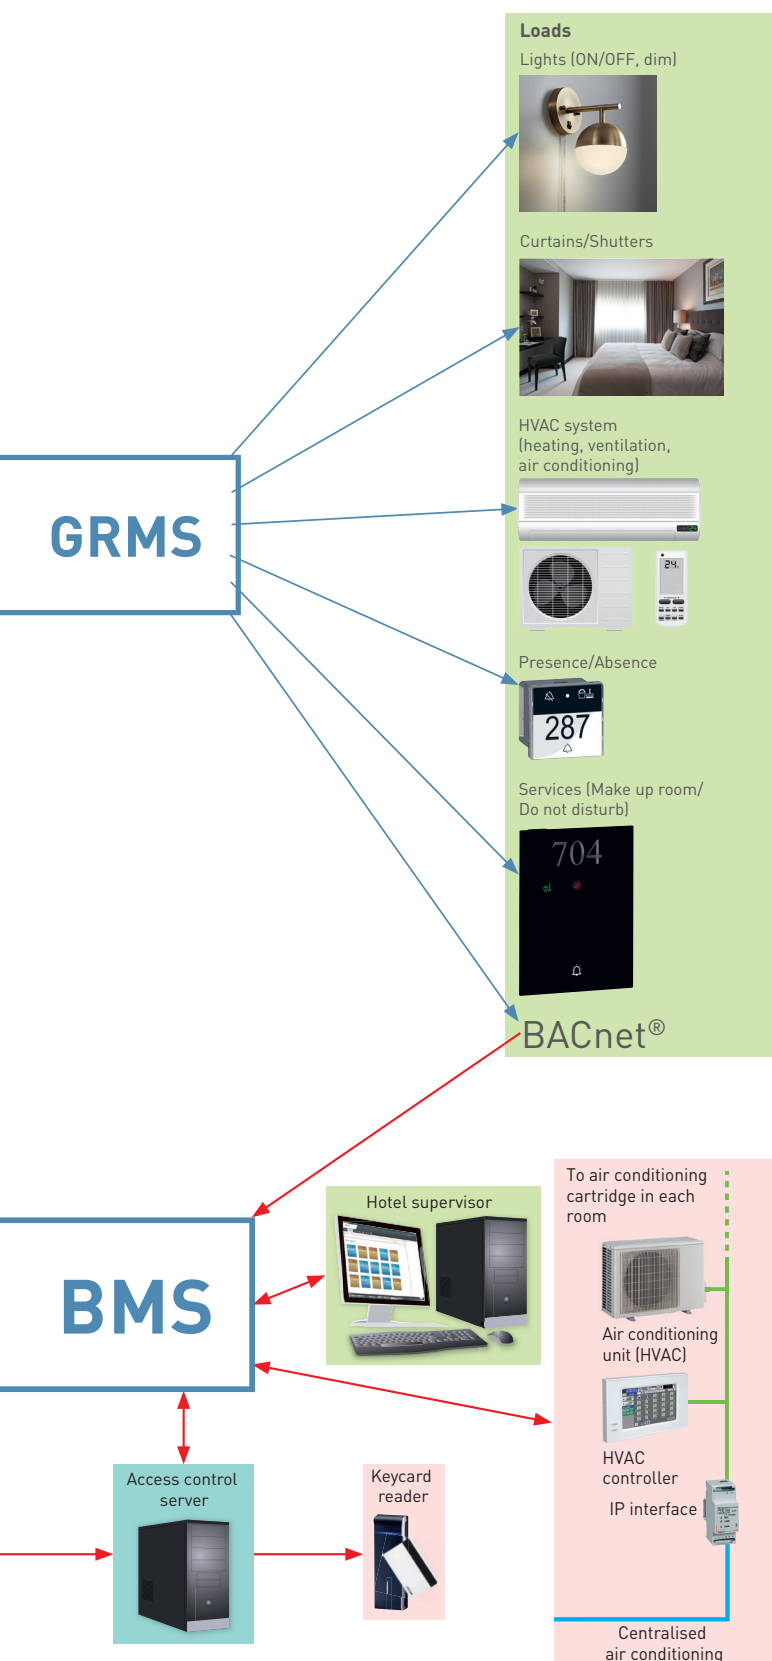 Loads
Lights (ON/OFF, dim)
Curtains/Shutters
HVAC system
(heating, ventilation,
air conditioning)
GRMS
24
Presence/Absence
287
Services (Make up room/
Do not disturb)
704
BACnet®
To air conditioning
cartridge in each
room
Hotel supervisor
BMS
Air conditioning
unit (HVAC)
HVAC
controller
IP interface
Access control
server
Keycard
reader
Centralised
air conditioning